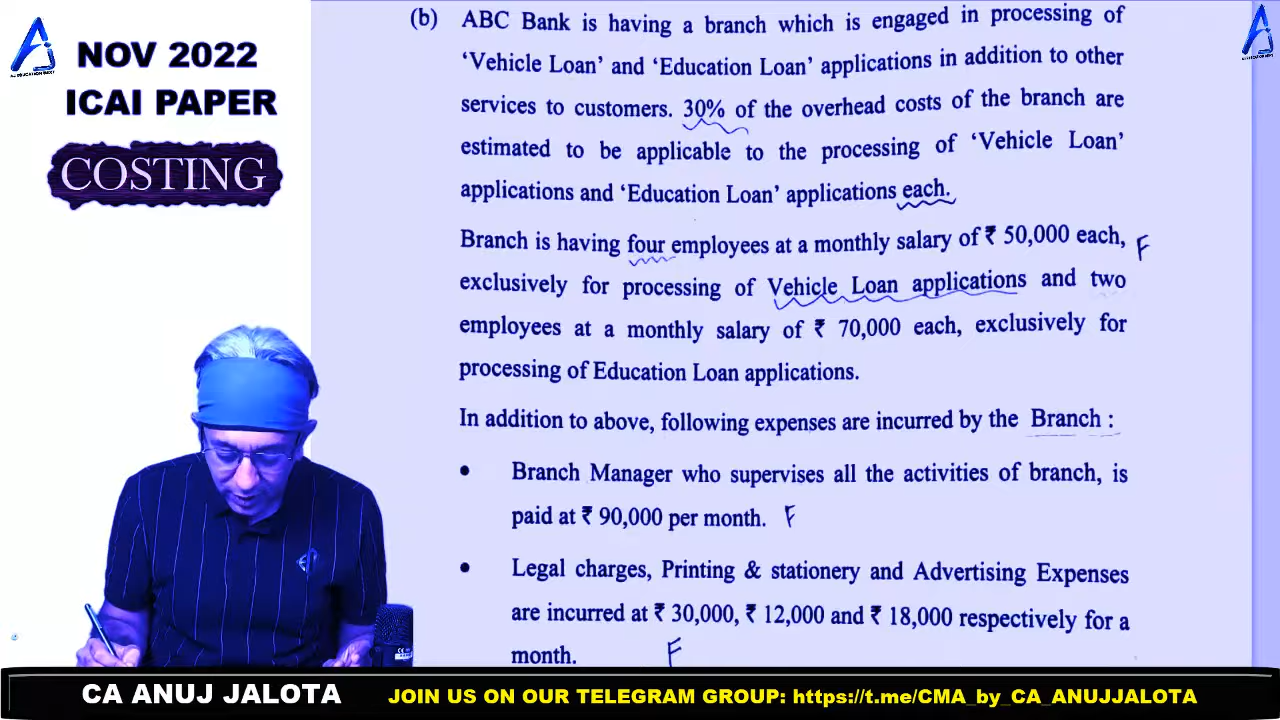 NOV 2022
ICAI PAPER
COSTING
(b) ABC Bank is having a branch which is engaged in processing of
‘Vehicle Loan’ and ‘Education Loan’ applications in addition to other
services to customers. 30% of the overhead costs of the branch are
estimated to be applicable to the processing of ‘Vehicle Loan’
applications and ‘Education Loan’ applications each.
Branch is having four employees at a monthly salary of ₹ 50,000 each, F
exclusively for processing of Vehicle Loan applications and two
employees at a monthly salary of ₹ 70,000 each, exclusively for
processing of Education Loan applications.
In addition to above, following expenses are incurred by the Branch :
• Branch Manager who supervises all the activities of branch, is
paid at ₹ 90,000 per month. F
• Legal charges, Printing & stationery and Advertising Expenses
are incurred at ₹ 30,000, ₹ 12,000 and ₹ 18,000 respectively for a
month. F
CA ANUJ JALOTA
JOIN US ON OUR TELEGRAM GROUP: https://t.me/CMA_by_CA_ANUJJALOTA